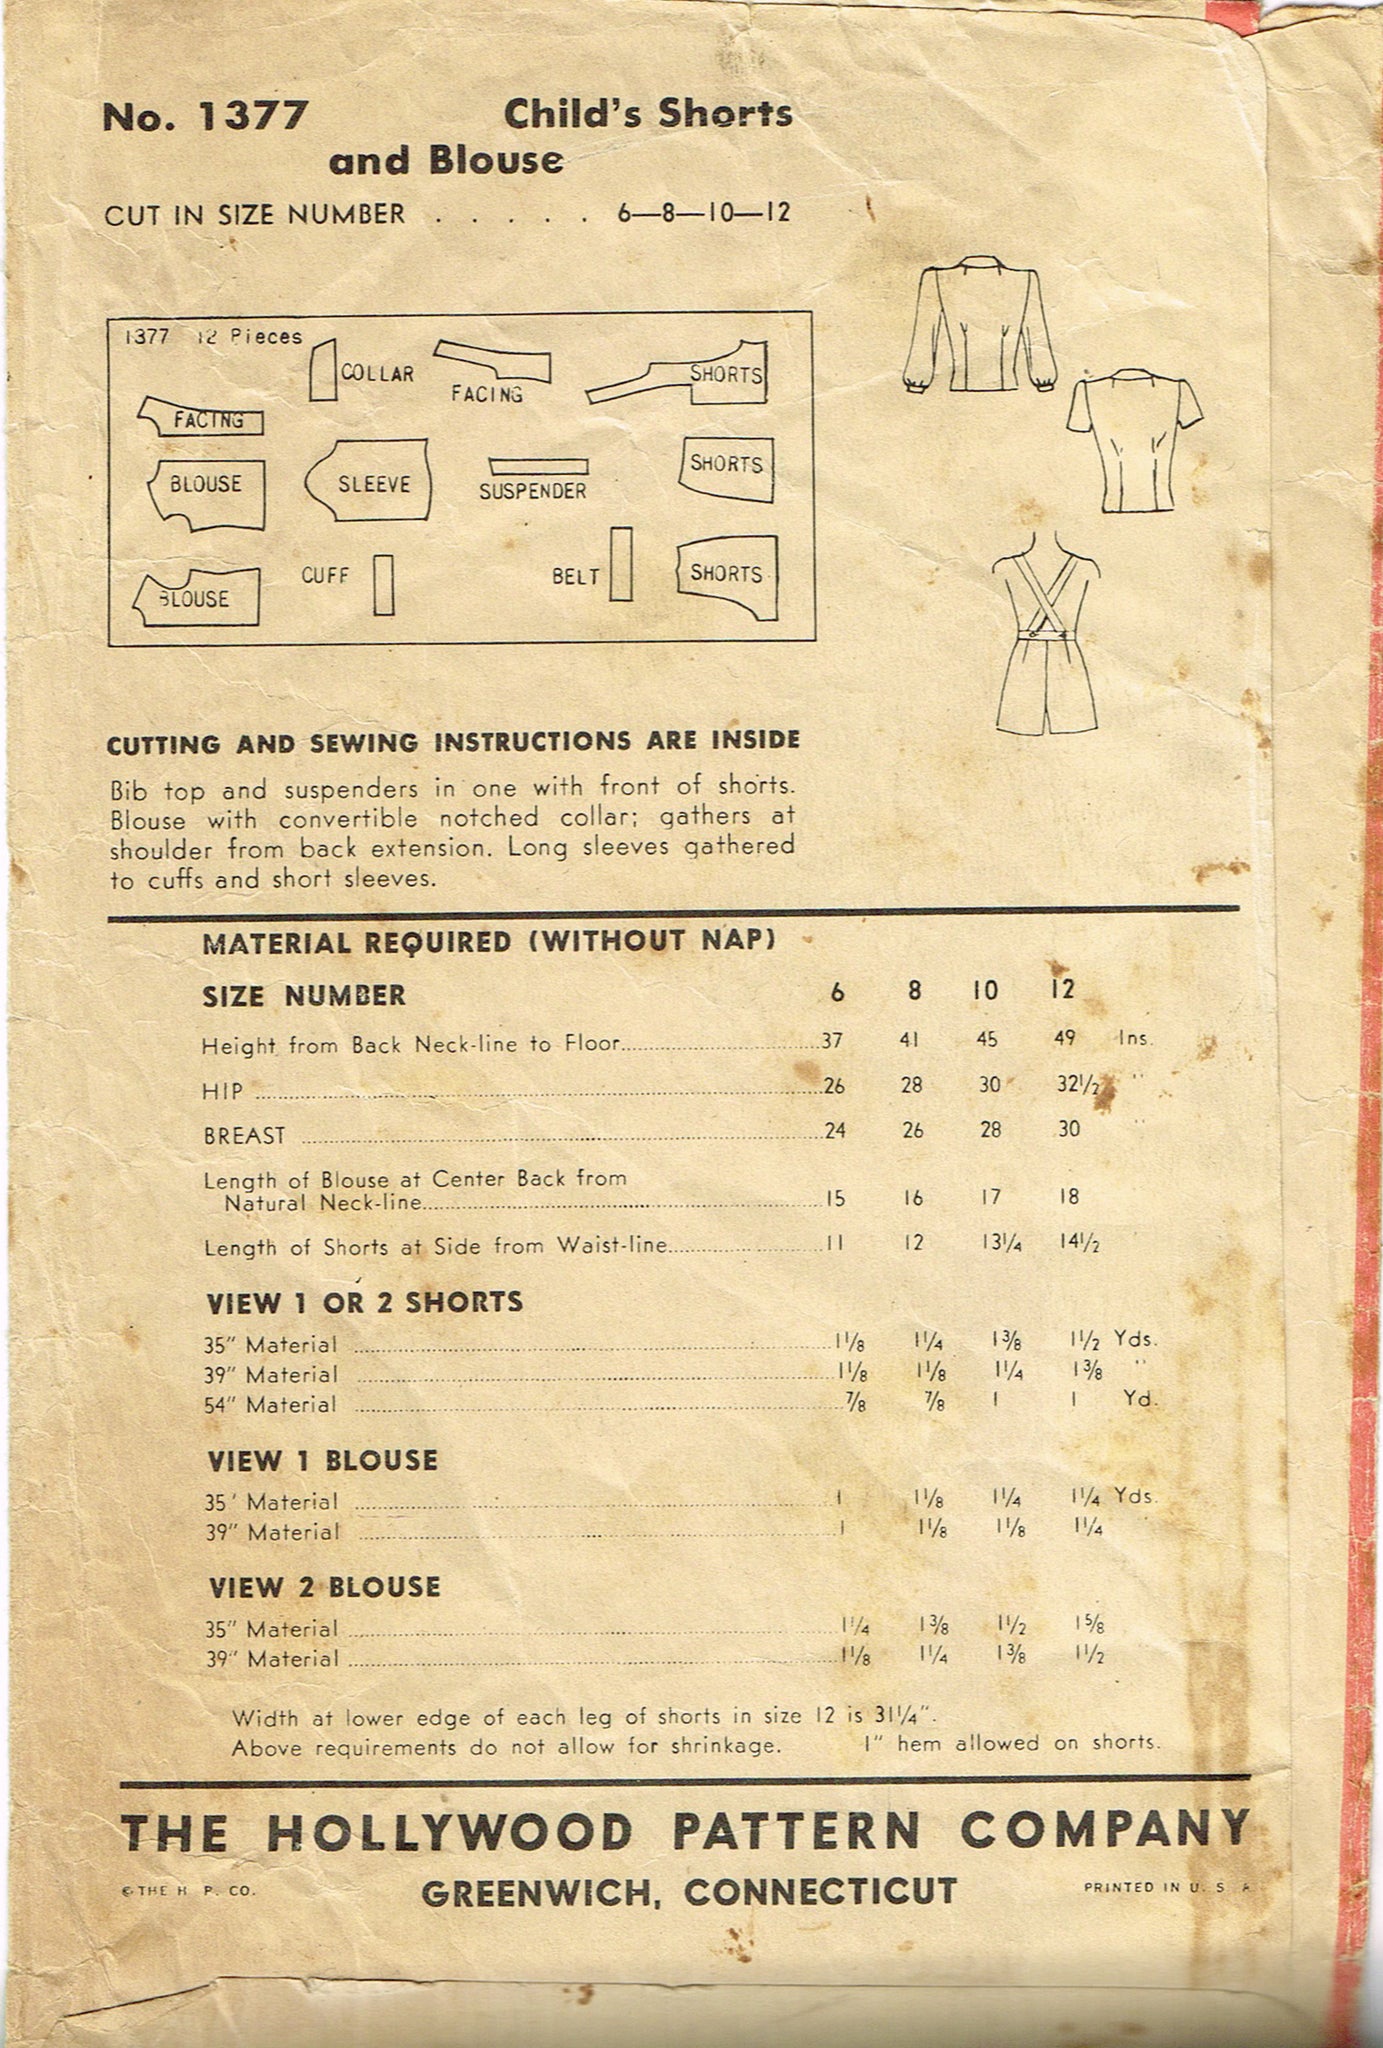 No. 1377 Child's Shorts
and Blouse
CUT IN SIZE NUMBER . . . . . 6—8—10—12
1377 12 Pieces
COLLAR
FACING
SHORTS
FACING
BLOUSE
SLEEVE
SUSPENDER
SHORTS
BLOUSE
CUFF
BELT
SHORTS
CUTTING AND SEWING INSTRUCTIONS ARE INSIDE
Bib top and suspenders in one with front of shorts.
Blouse with convertible notched collar; gathers at
shoulder from back extension. Long sleeves gathered
to cuffs and short sleeves.
MATERIAL REQUIRED (WITHOUT NAP)
SIZE NUMBER 6 8 10 12
Height from Back Neck-line to Floor 37 41 45 49 Ins.
HIP 26 28 30 32½ "
BREAST 24 26 28 30 "
Length of Blouse at Center Back from
Natural Neck-line 15 16 17 18
Length of Shorts at Side from Waist-line 11 12 13¼ 14½
VIEW 1 OR 2 SHORTS
35" Material 1⅛ 1¼ 1⅜ 1½ Yds.
39" Material 1⅛ 1⅛ 1¼ 1⅜ "
54" Material ⅞ ⅞ 1 1 Yd.
VIEW 1 BLOUSE
35' Material 1 1⅛ 1¼ 1¼ Yds.
39" Material 1 1⅛ 1⅛ 1¼
VIEW 2 BLOUSE
35" Material 1¼ 1⅜ 1½ 1⅝
39" Material 1⅛ 1¼ 1⅜ 1½
Width at lower edge of each leg of shorts in size 12 is 31¼".
Above requirements do not allow for shrinkage. 1" hem allowed on shorts.
THE HOLLYWOOD PATTERN COMPANY
GREENWICH, CONNECTICUT
© THE H. P. CO.
PRINTED IN U. S. A.